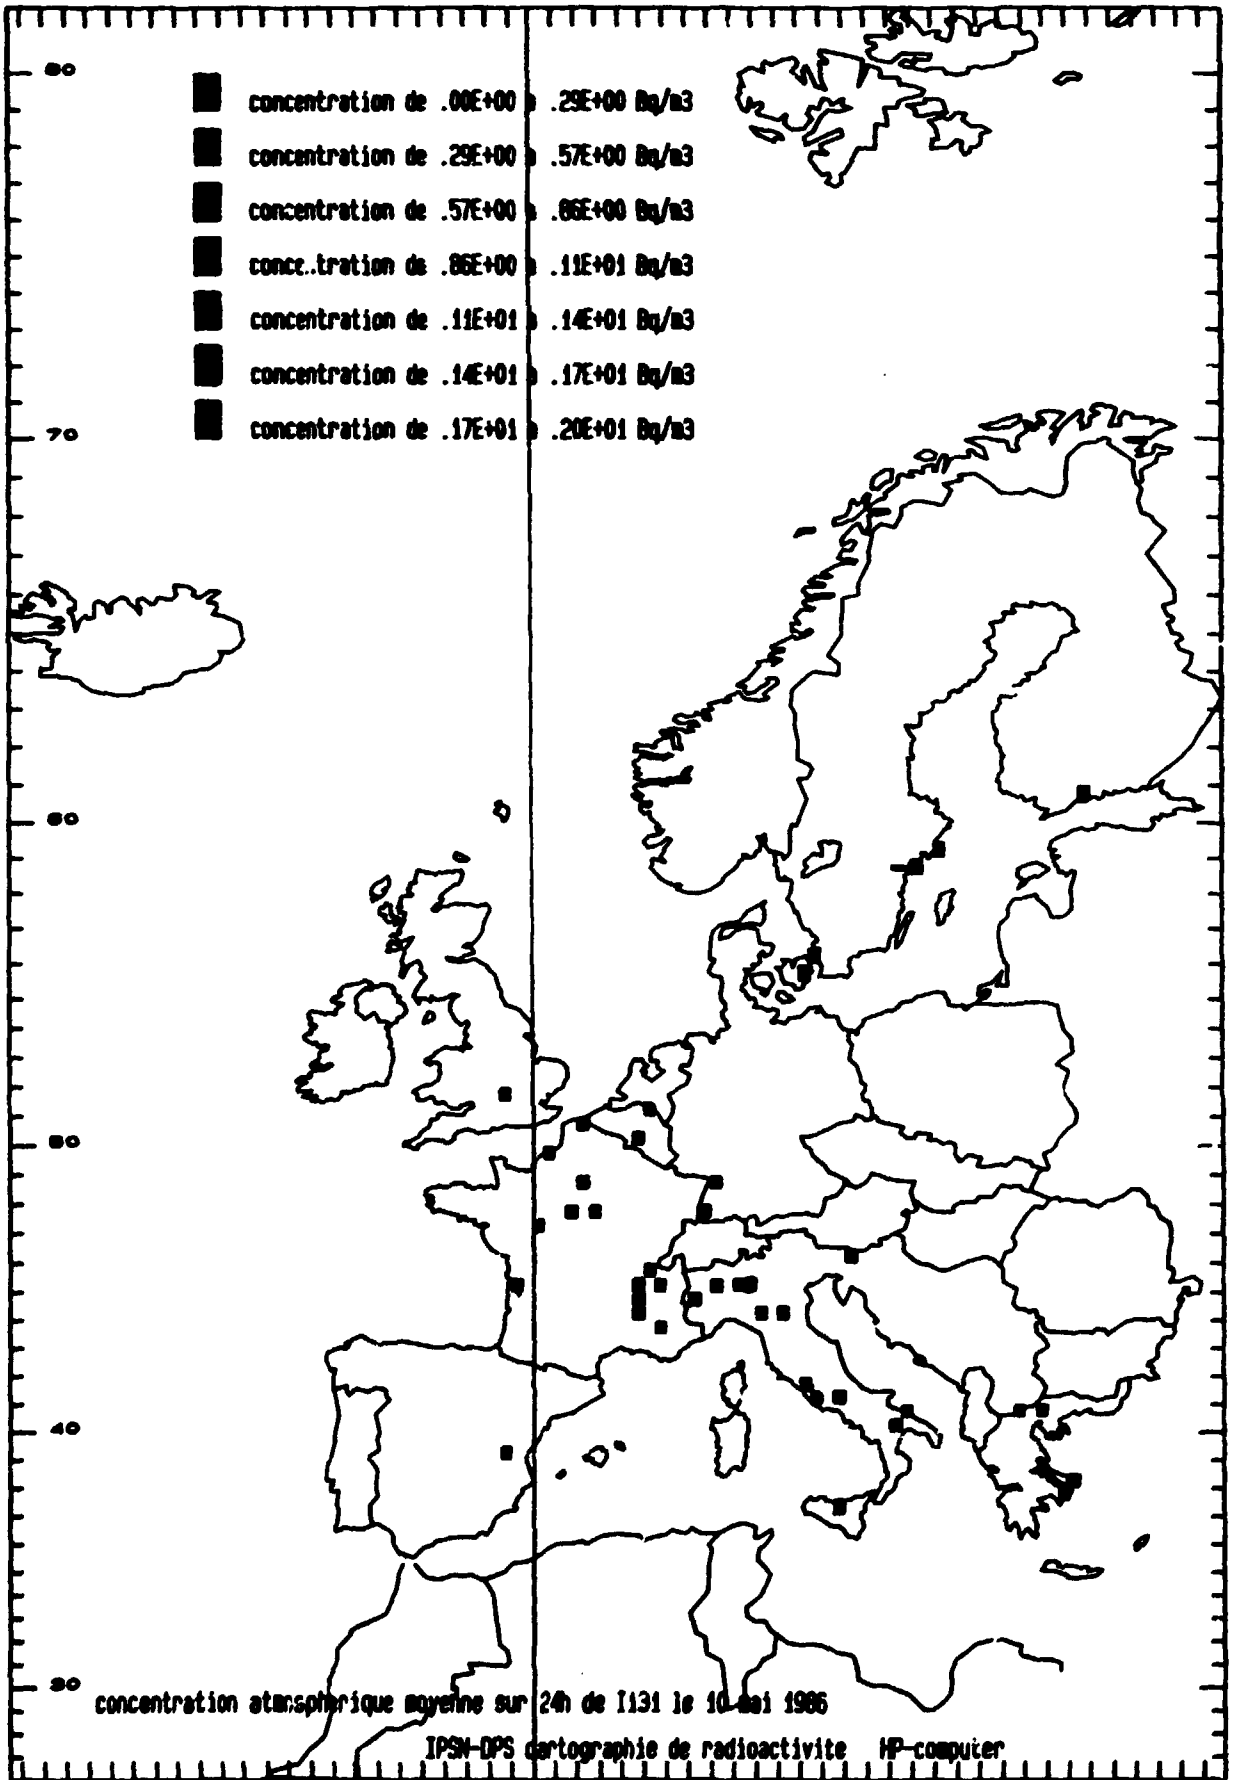 80
concentration de .00E+00 à .29E+00 Bq/m3
concentration de .29E+00 à .57E+00 Bq/m3
concentration de .57E+00 à .86E+00 Bq/m3
conce..tration de .86E+00 à .11E+01 Bq/m3
concentration de .11E+01 à .14E+01 Bq/m3
concentration de .14E+01 à .17E+01 Bq/m3
concentration de .17E+01 à .20E+01 Bq/m3
70
60
50
40
30
concentration atmospherique moyenne sur 24h de I131 le 10 mai 1986
IPSN-DPS cartographie de radioactivite HP-computer